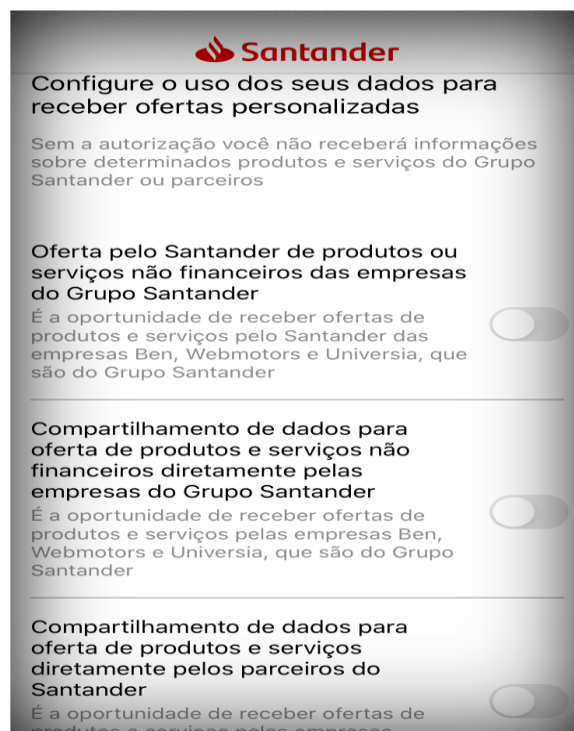 Santander
Configure o uso dos seus dados para
receber ofertas personalizadas
Sem a autorização você não receberá informações
sobre determinados produtos e serviços do Grupo
Santander ou parceiros
Oferta pelo Santander de produtos ou
serviços não financeiros das empresas
do Grupo Santander
É a oportunidade de receber ofertas de
produtos e serviços pelo Santander das
empresas Ben, Webmotors e Universia, que
são do Grupo Santander
Compartilhamento de dados para
oferta de produtos e serviços não
financeiros diretamente pelas
empresas do Grupo Santander
É a oportunidade de receber ofertas de
produtos e serviços pelas empresas Ben,
Webmotors e Universia, que são do Grupo
Santander
Compartilhamento de dados para
oferta de produtos e serviços
diretamente pelos parceiros do
Santander
É a oportunidade de receber ofertas de
produtos e serviços pelas empresas